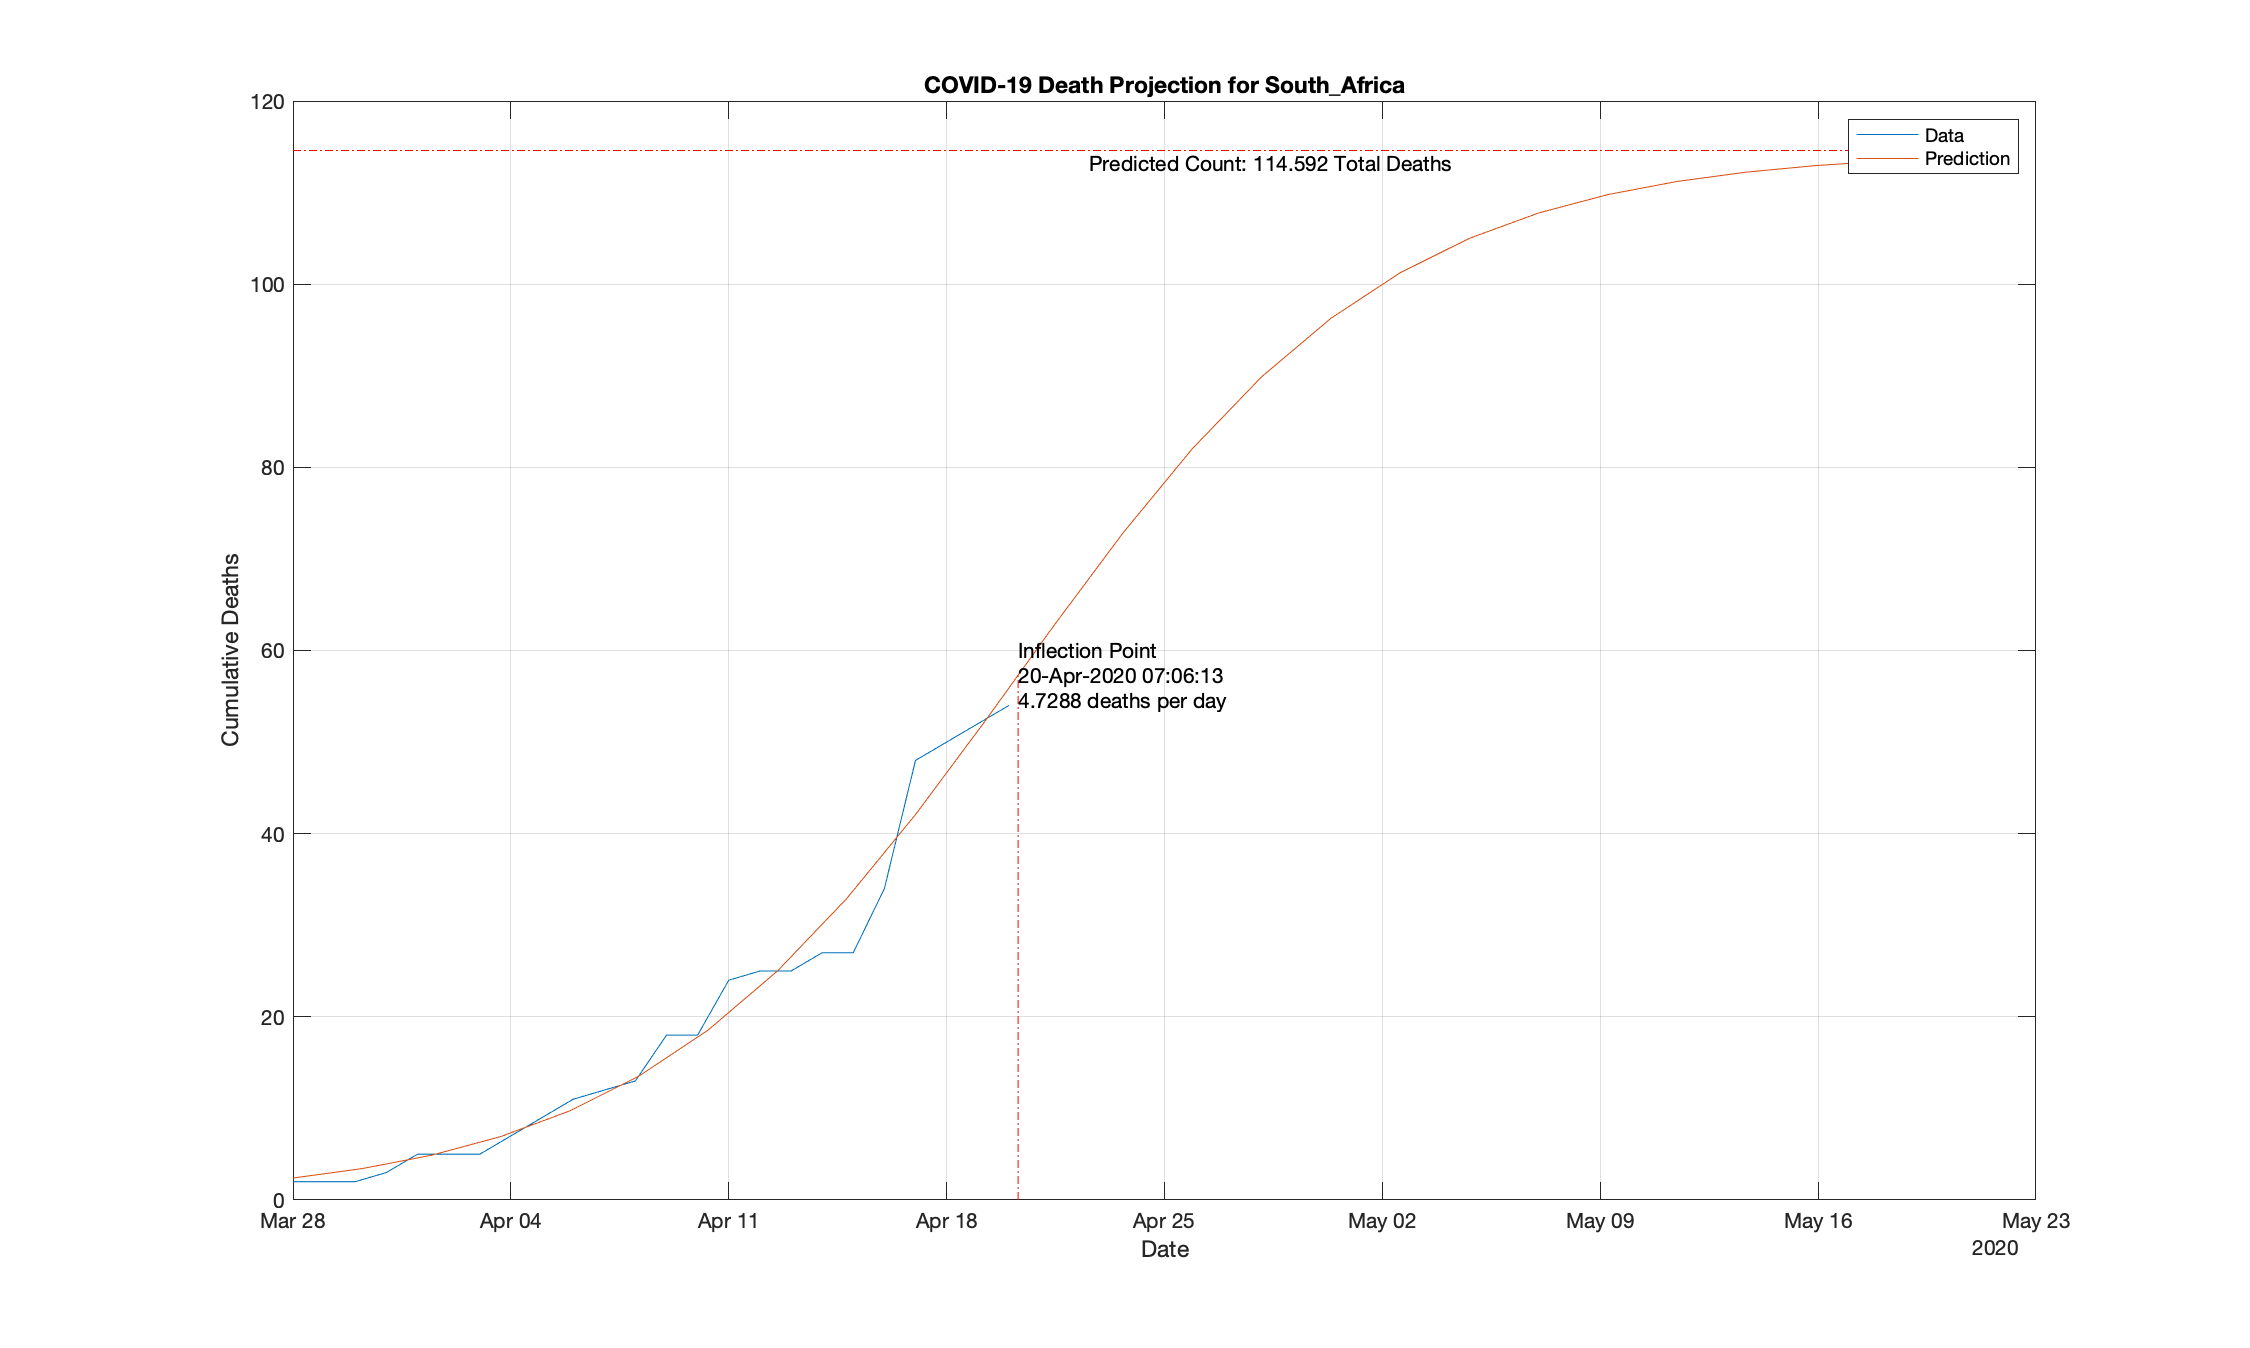 COVID-19 Death Projection for South_Africa
120
100
80
60
40
20
0
Cumulative Deaths
Data
Prediction
Predicted Count: 114.592 Total Deaths
Inflection Point
20-Apr-2020 07:06:13
4.7288 deaths per day
Mar 28 Apr 04 Apr 11 Apr 18 Apr 25 May 02 May 09 May 16 May 23
Date
2020